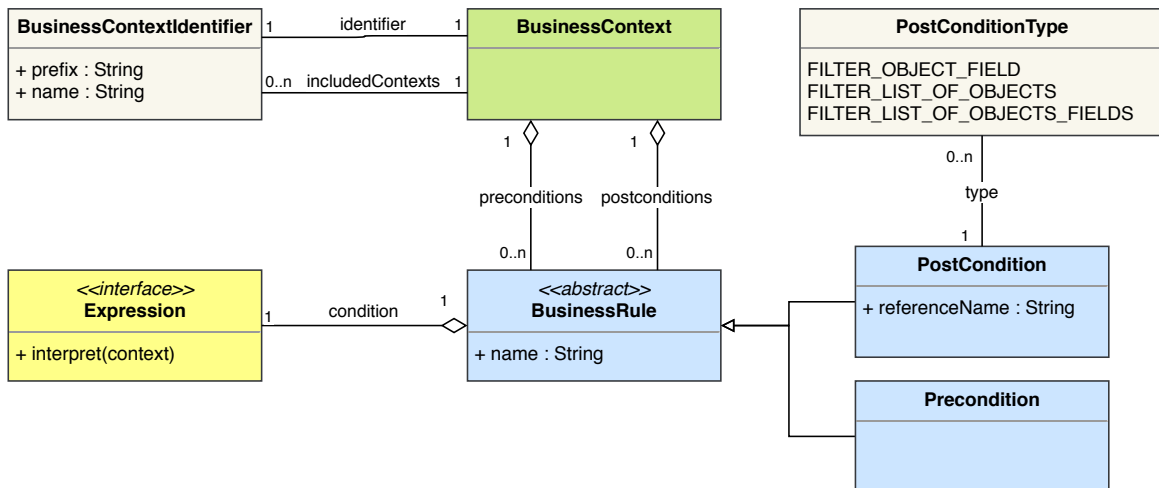 BusinessContextIdentifier
+ prefix : String
+ name : String
1 identifier 1
0..n includedContexts 1
BusinessContext
PostConditionType
FILTER_OBJECT_FIELD
FILTER_LIST_OF_OBJECTS
FILTER_LIST_OF_OBJECTS_FIELDS
1
1
preconditions
postconditions
0..n
0..n
0..n
type
1
<<interface>>
Expression
+ interpret(context)
1 condition 1
<<abstract>>
BusinessRule
+ name : String
PostCondition
+ referenceName : String
Precondition